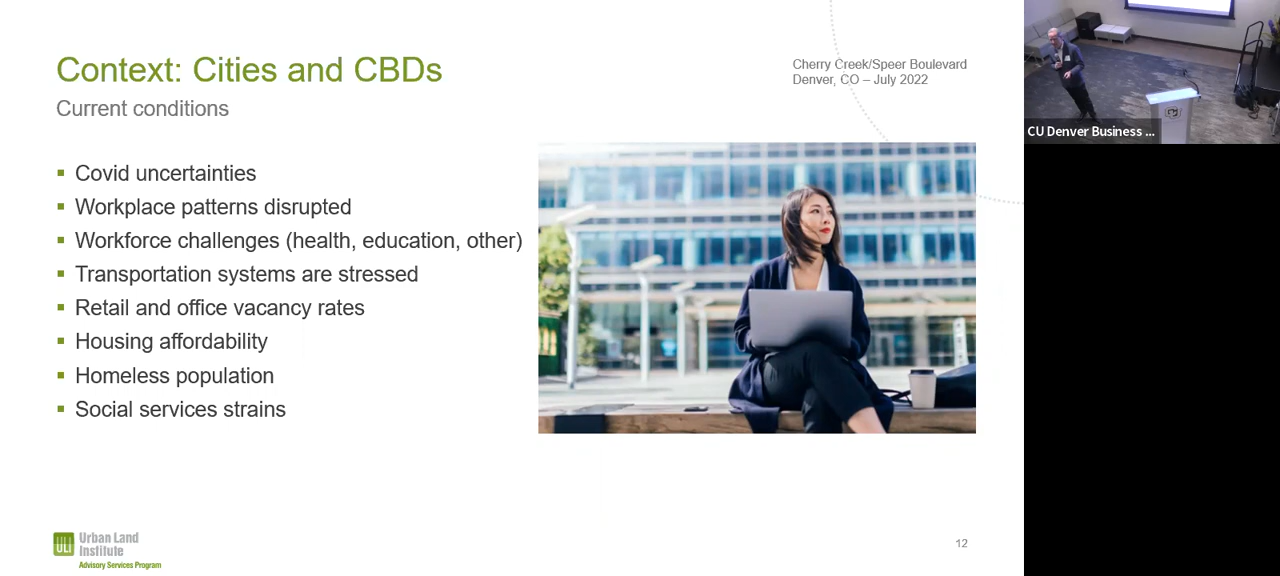 Context: Cities and CBDs
Current conditions
Cherry Creek/Speer Boulevard
Denver, CO – July 2022
▪ Covid uncertainties
▪ Workplace patterns disrupted
▪ Workforce challenges (health, education, other)
▪ Transportation systems are stressed
▪ Retail and office vacancy rates
▪ Housing affordability
▪ Homeless population
▪ Social services strains
ULI
Urban Land
Institute
Advisory Services Program
12
CU Denver Business ...